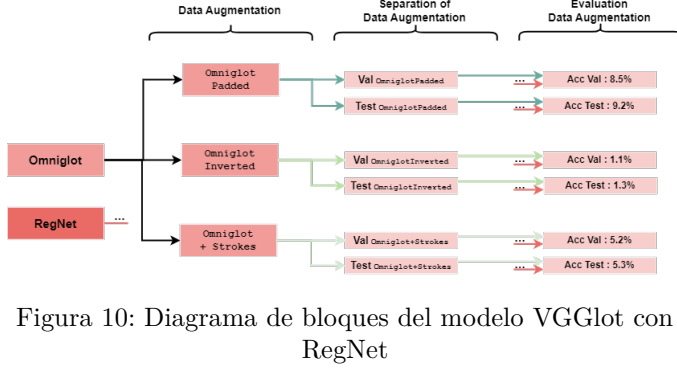 Data Augmentation
Separation of
Data Augmentation
Evaluation
Data Augmentation
Omniglot
Padded
Val OmniglotPadded
...
Acc Val : 8.5%
Test OmniglotPadded
Acc Test : 9.2%
Omniglot
Omniglot
Inverted
Val OmniglotInverted
...
Acc Val : 1.1%
Test OmniglotInverted
Acc Test : 1.3%
RegNet
...
Omniglot
+ Strokes
Val Omniglot+Strokes
...
Acc Val : 5.2%
Test Omniglot+Strokes
...
Acc Test : 5.3%
Figura 10: Diagrama de bloques del modelo VGGlot con
RegNet